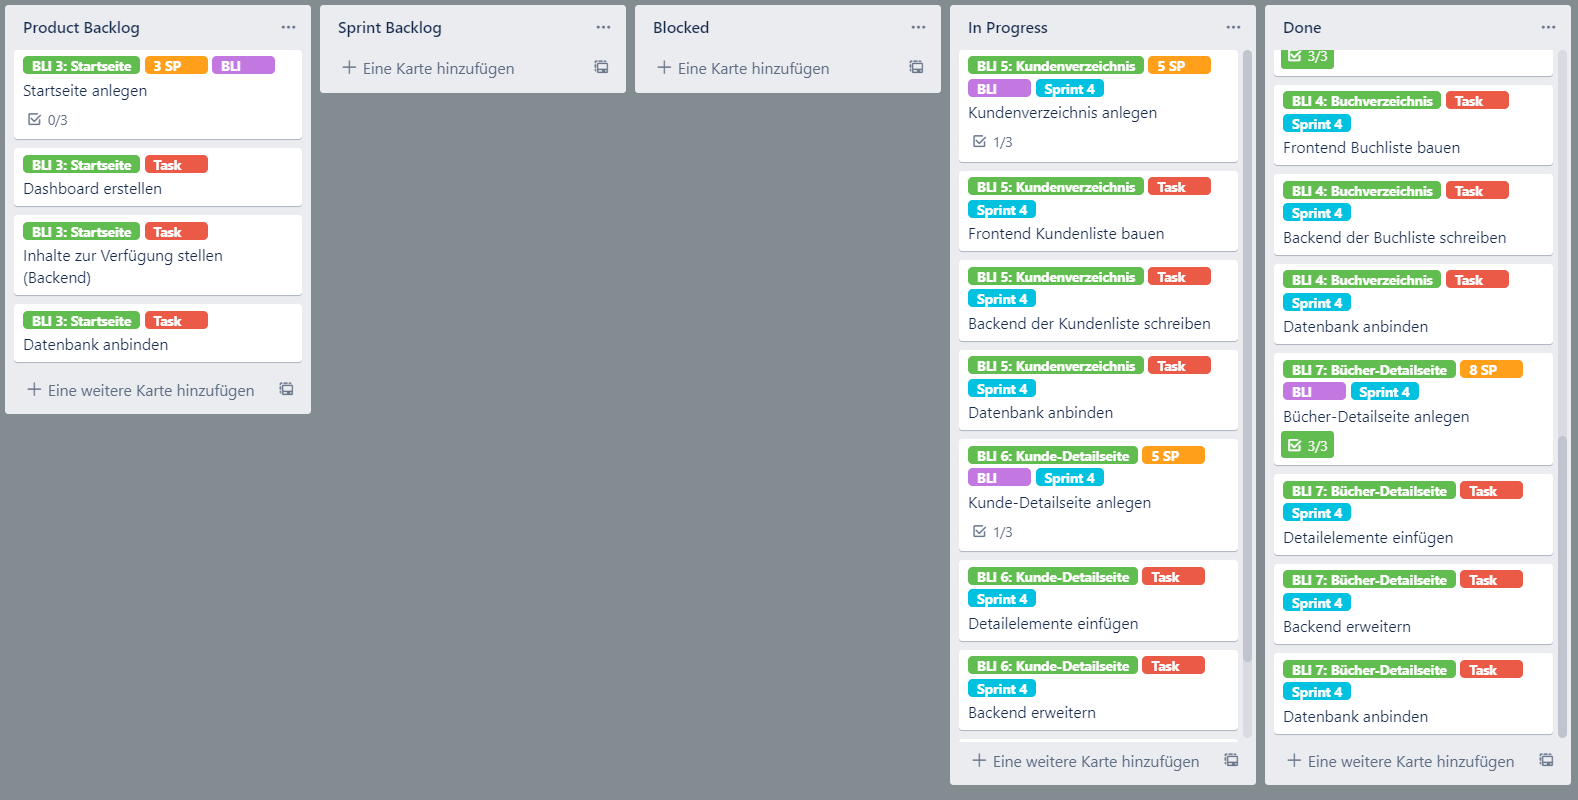 Product Backlog
BLI 3: Startseite 3 SP BLI
Startseite anlegen
0/3
BLI 3: Startseite Task
Dashboard erstellen
BLI 3: Startseite Task
Inhalte zur Verfügung stellen
(Backend)
BLI 3: Startseite Task
Datenbank anbinden
+ Eine weitere Karte hinzufügen
Sprint Backlog
+ Eine Karte hinzufügen
Blocked
+ Eine Karte hinzufügen
In Progress
BLI 5: Kundenverzeichnis 5 SP
BLI Sprint 4
Kundenverzeichnis anlegen
1/3
BLI 5: Kundenverzeichnis Task
Sprint 4
Frontend Kundenliste bauen
BLI 5: Kundenverzeichnis Task
Sprint 4
Backend der Kundenliste schreiben
BLI 5: Kundenverzeichnis Task
Sprint 4
Datenbank anbinden
BLI 6: Kunde-Detailseite 5 SP
BLI Sprint 4
Kunde-Detailseite anlegen
1/3
BLI 6: Kunde-Detailseite Task
Sprint 4
Detailelemente einfügen
BLI 6: Kunde-Detailseite Task
Sprint 4
Backend erweitern
+ Eine weitere Karte hinzufügen
Done
3/3
BLI 4: Buchverzeichnis Task
Sprint 4
Frontend Buchliste bauen
BLI 4: Buchverzeichnis Task
Sprint 4
Backend der Buchliste schreiben
BLI 4: Buchverzeichnis Task
Sprint 4
Datenbank anbinden
BLI 7: Bücher-Detailseite 8 SP
BLI Sprint 4
Bücher-Detailseite anlegen
3/3
BLI 7: Bücher-Detailseite Task
Sprint 4
Detailelemente einfügen
BLI 7: Bücher-Detailseite Task
Sprint 4
Backend erweitern
BLI 7: Bücher-Detailseite Task
Sprint 4
Datenbank anbinden
+ Eine weitere Karte hinzufügen